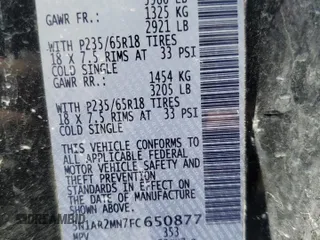 GAWR FR: 1325 KG
2921 LB
WITH P235/65R18 TIRES
18 X 7.5 RIMS AT 33 PSI
COLD SINGLE
GAWR RR: 1454 KG
3205 LB
WITH P235/65R18 TIRES
18 X 7.5 RIMS AT 33 PSI
COLD SINGLE
THIS VEHICLE CONFORMS TO
ALL APPLICABLE FEDERAL
MOTOR VEHICLE SAFETY
AND THEFT PREVENTION
STANDARDS IN EFFECT ON
THE DATE OF MANUFACTURE
SHOWN ABOVE.
5N1AR2MN7FC650877
MPV 353